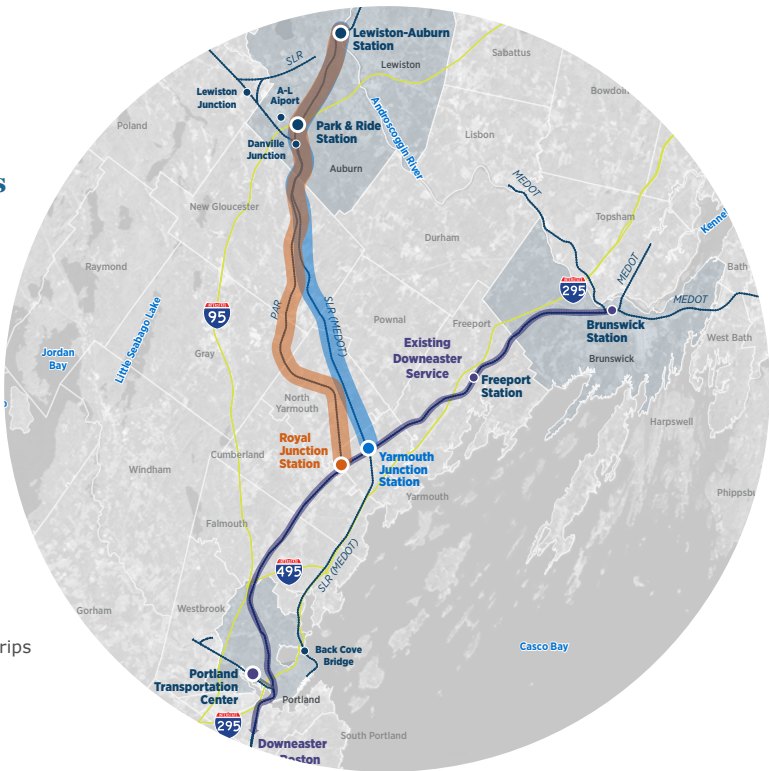 Lewiston-Auburn
Station
Sabattus
SLR
Lewiston
Lewiston
Junction
A-L
Aiport
Bowdoin
Androscoggin River
Poland
Park & Ride
Station
Lisbon
Danville
Junction
Auburn
MEDOT
s
New Gloucester
Topsham
Durham
Raymond
MEDOT
Bath
295
MEDOT
PAR
SLR (MEDOT)
95
Little Seabago Lake
Pownal
Freeport
Brunswick
Station
West Bath
Existing
Downeaster
Service
Jordan
Bay
Gray
Brunswick
Freeport
Station
North
Yarmouth
Harpswell
Royal
Junction
Station
Cumberland
Yarmouth
Junction
Station
Windham
Yarmouth
Falmouth
SLR (MEDOT)
495
Gorham
Westbrook
rips
Back Cove
Bridge
Casco Bay
Portland
Transportation
Center
Portland
295
South Portland
Downeaster